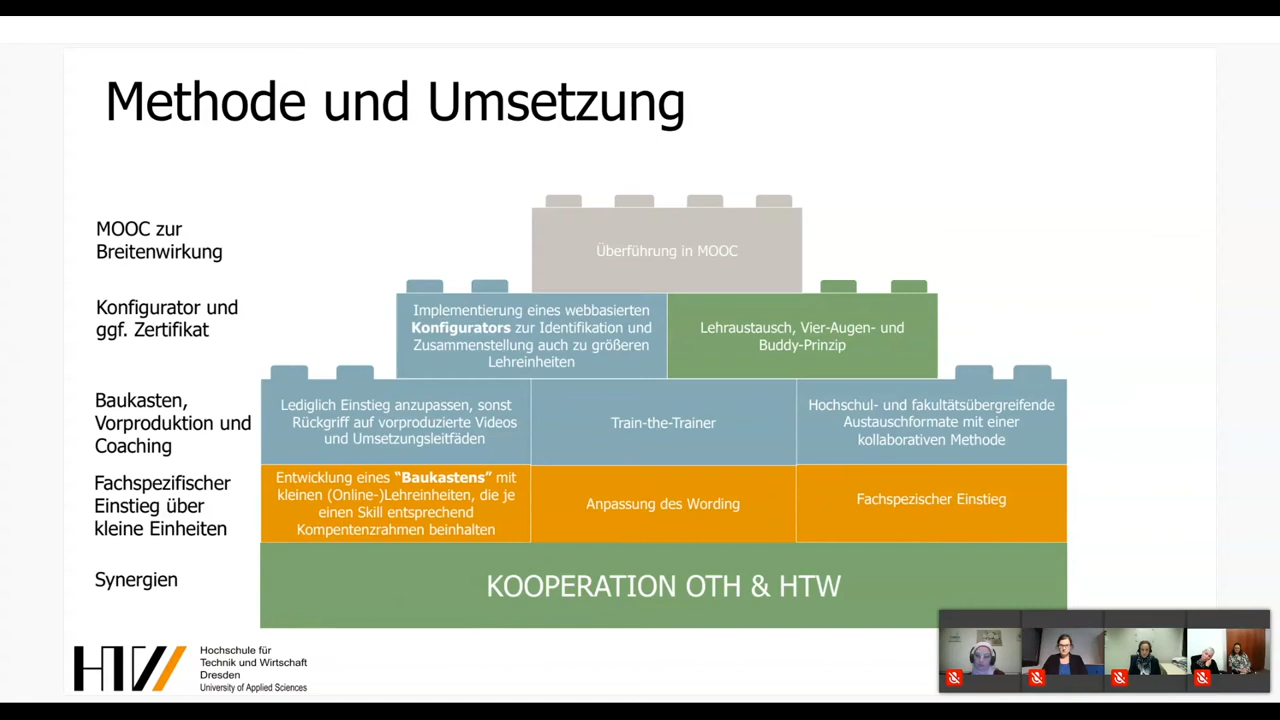 Methode und Umsetzung
MOOC zur
Breitenwirkung
Überführung in MOOC
Konfigurator und
ggf. Zertifikat
Implementierung eines webbasierten
Konfigurators zur Identifikation und
Zusammenstellung auch zu größeren
Lehreinheiten
Lehraustausch, Vier-Augen- und
Buddy-Prinzip
Baukasten,
Vorproduktion und
Coaching
Lediglich Einstieg anzupassen, sonst
Rückgriff auf vorproduzierte Videos
und Umsetzungsleitfäden
Train-the-Trainer
Hochschul- und fakultätsübergreifende
Austauschformate mit einer
kollaborativen Methode
Fachspezifischer
Einstieg über
kleine Einheiten
Entwicklung eines “Baukastens” mit
kleinen (Online-)Lehreinheiten, die je
einen Skill entsprechend
Kompentenzrahmen beinhalten
Anpassung des Wording
Fachspezischer Einstieg
Synergien
KOOPERATION OTH & HTW
HTW
Hochschule für
Technik und Wirtschaft
Dresden
University of Applied Sciences